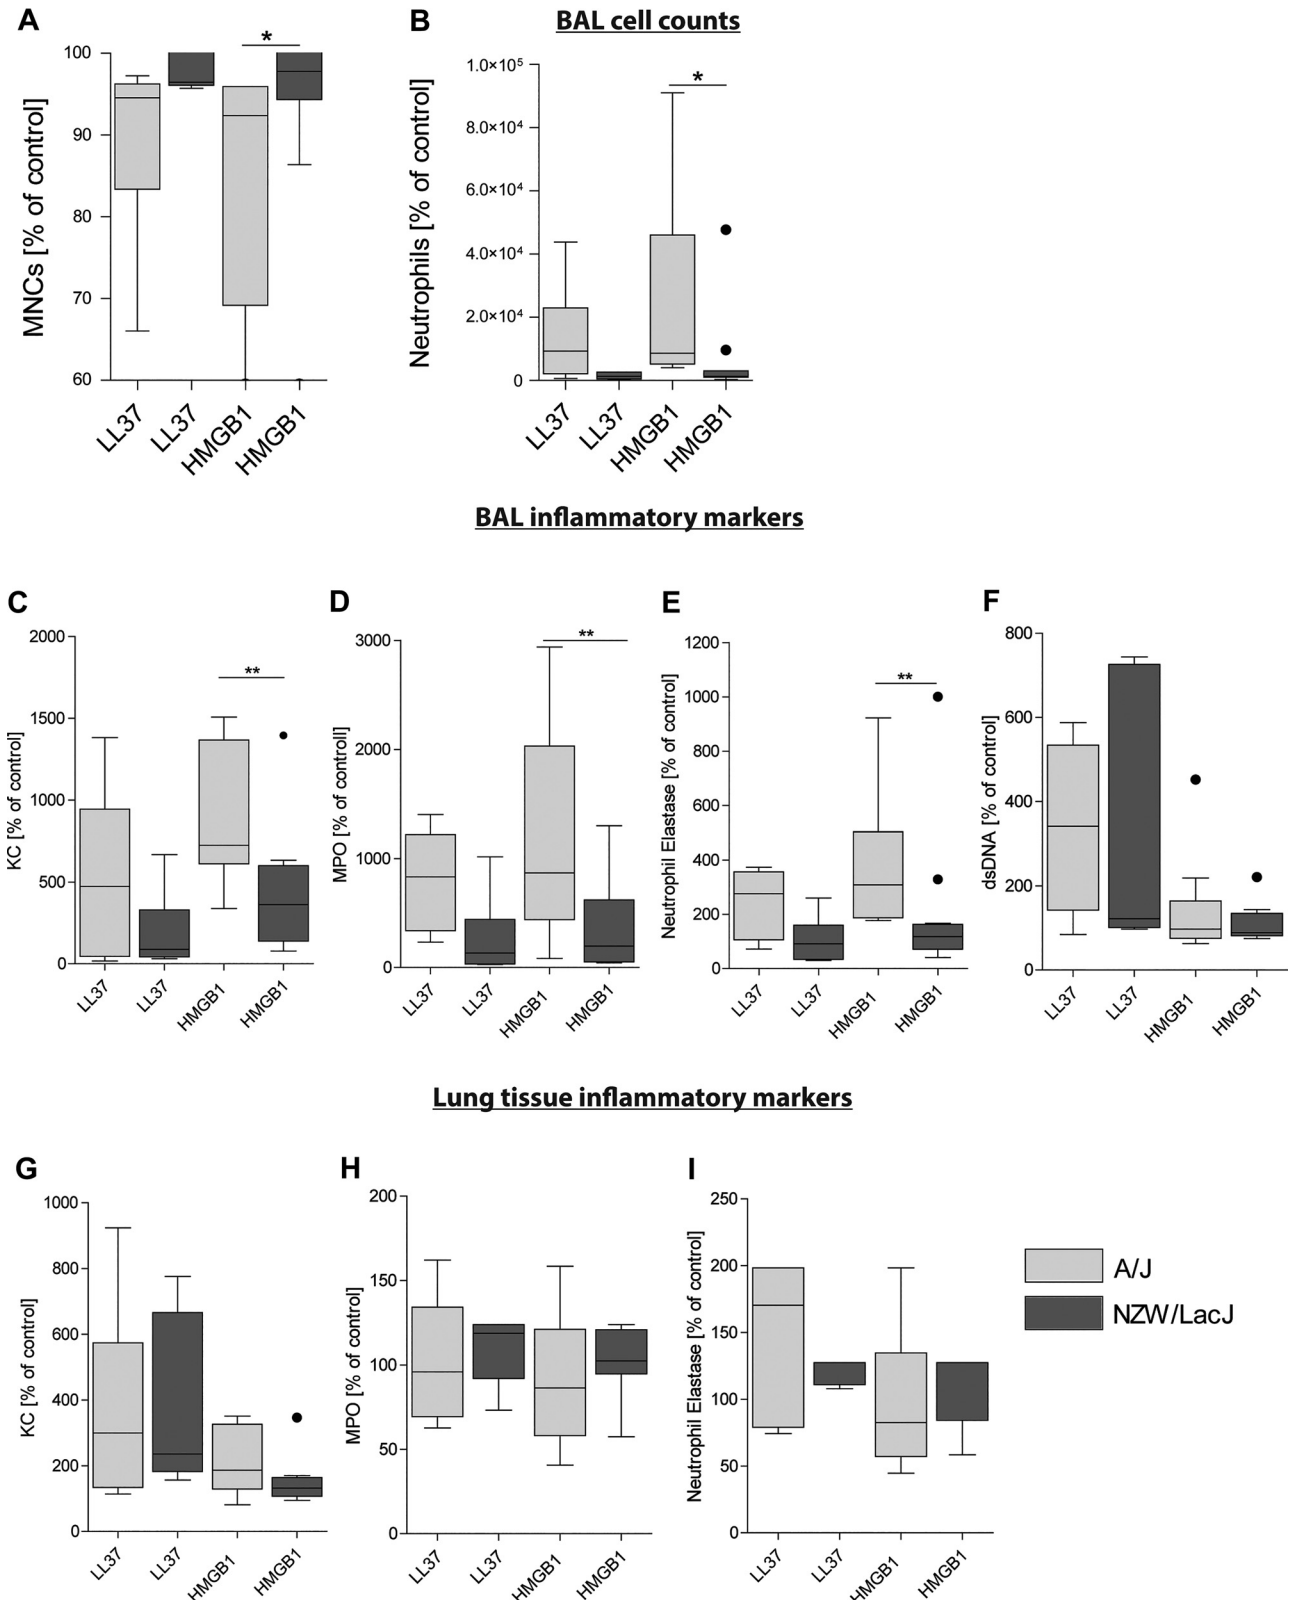 A
B
BAL cell counts
MNCs [% of control]
100
90
80
70
60
*
LL37
LL37
HMGB1
HMGB1
Neutrophils [% of control]
1.0×10⁵
8.0×10⁴
6.0×10⁴
4.0×10⁴
2.0×10⁴
0
*
LL37
LL37
HMGB1
HMGB1
BAL inflammatory markers
C
KC [% of control]
2000
1500
1000
500
0
**
LL37
LL37
HMGB1
HMGB1
D
MPO [% of controll]
3000
2000
1000
0
**
LL37
LL37
HMGB1
HMGB1
E
Neutrophil Elastase [% of control]
1200
1000
800
600
400
200
0
**
LL37
LL37
HMGB1
HMGB1
F
dsDNA [% of control]
800
600
400
200
0
LL37
LL37
HMGB1
HMGB1
Lung tissue inflammatory markers
G
KC [% of control]
1000
800
600
400
200
0
LL37
LL37
HMGB1
HMGB1
H
MPO [% of control]
200
150
100
50
0
LL37
LL37
HMGB1
HMGB1
I
Neutrophil Elastase [% of control]
250
200
150
100
50
0
LL37
LL37
HMGB1
HMGB1
A/J
NZW/LacJ